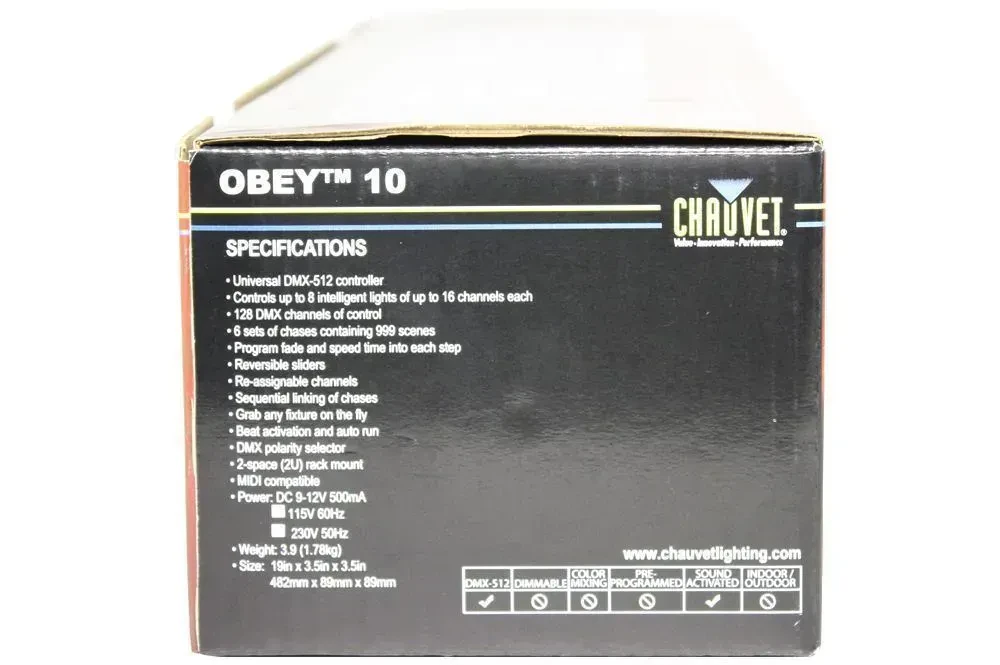 OBEY™ 10
CHAUVET®
Value · Innovation · Performance
SPECIFICATIONS
• Universal DMX-512 controller
• Controls up to 8 intelligent lights of up to 16 channels each
• 128 DMX channels of control
• 6 sets of chases containing 999 scenes
• Program fade and speed time into each step
• Reversible sliders
• Re-assignable channels
• Sequential linking of chases
• Grab any fixture on the fly
• Beat activation and auto run
• DMX polarity selector
• 2-space (2U) rack mount
• MIDI compatible
• Power: DC 9-12V 500mA
115V 60Hz
230V 50Hz
• Weight: 3.9 (1.78kg)
• Size: 19in x 3.5in x 3.5in
482mm x 89mm x 89mm
www.chauvetlighting.com
DMX-512 DIMMABLE COLOR MIXING PRE-PROGRAMMED SOUND ACTIVATED INDOOR / OUTDOOR